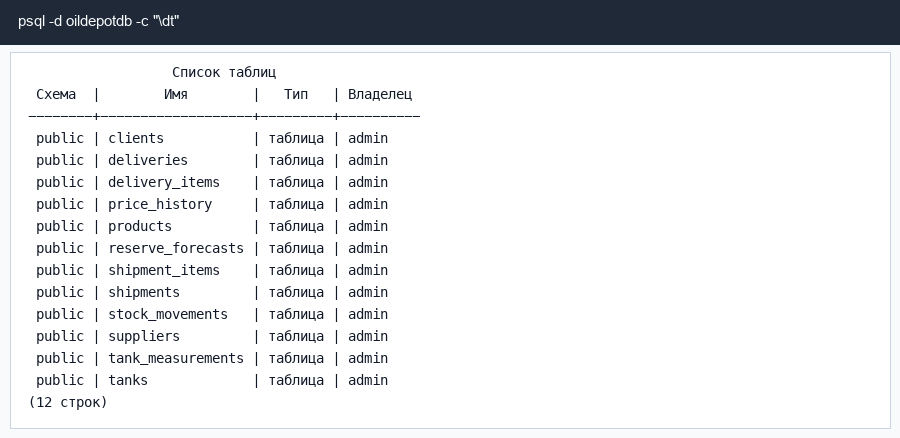 psql -d oildepotdb -c "\dt"
                  Список таблиц
 Схема  |        Имя        |   Тип   | Владелец
--------+-------------------+---------+----------
 public | clients           | таблица | admin
 public | deliveries        | таблица | admin
 public | delivery_items    | таблица | admin
 public | price_history     | таблица | admin
 public | products          | таблица | admin
 public | reserve_forecasts | таблица | admin
 public | shipment_items    | таблица | admin
 public | shipments         | таблица | admin
 public | stock_movements   | таблица | admin
 public | suppliers         | таблица | admin
 public | tank_measurements | таблица | admin
 public | tanks             | таблица | admin
(12 строк)